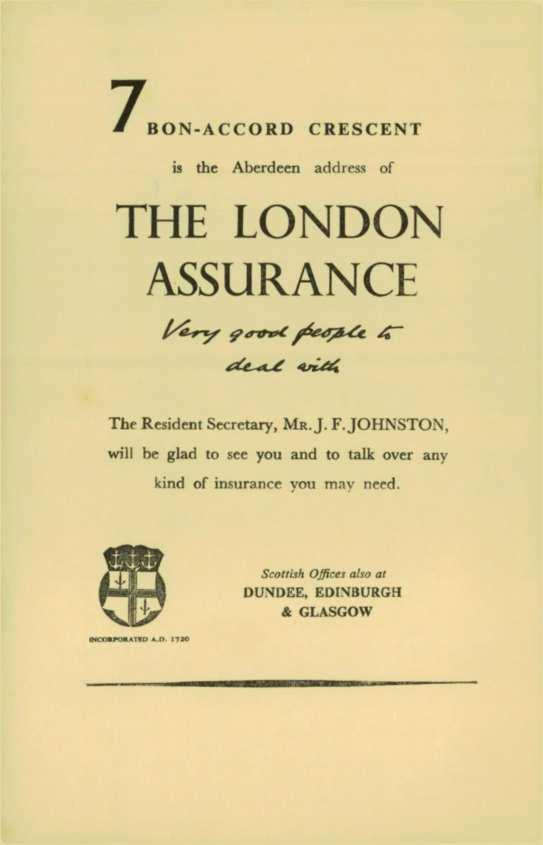 7 BON-ACCORD CRESCENT
is the Aberdeen address of
THE LONDON
ASSURANCE
Very good people to
deal with
The Resident Secretary, MR. J. F. JOHNSTON,
will be glad to see you and to talk over any
kind of insurance you may need.
Scottish Offices also at
DUNDEE, EDINBURGH
& GLASGOW
INCORPORATED A.D. 1720